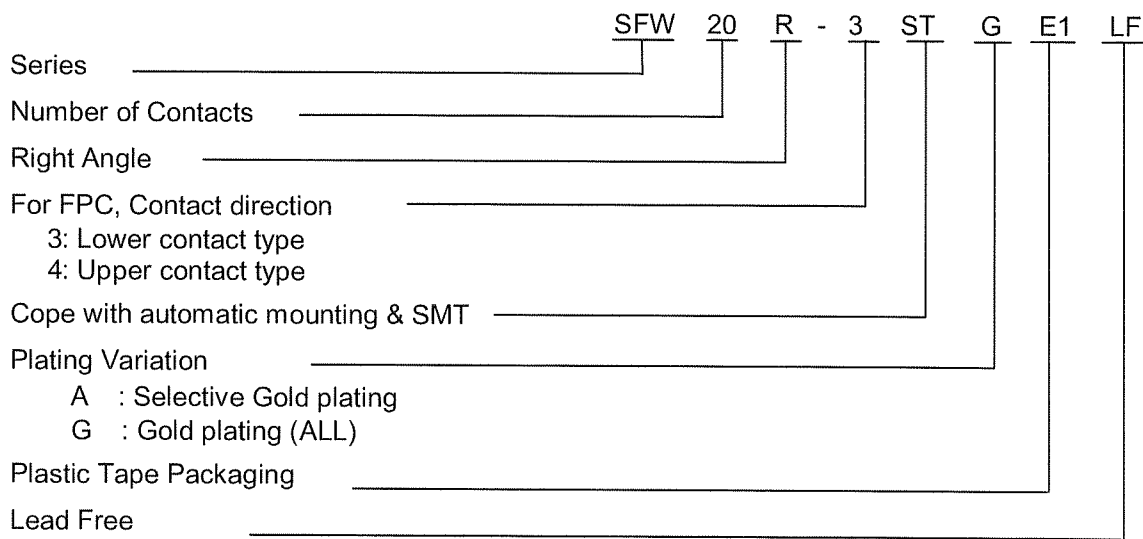 SFW 20 R - 3 ST G E1 LF
Series
Number of Contacts
Right Angle
For FPC, Contact direction
3: Lower contact type
4: Upper contact type
Cope with automatic mounting & SMT
Plating Variation
A : Selective Gold plating
G : Gold plating (ALL)
Plastic Tape Packaging
Lead Free